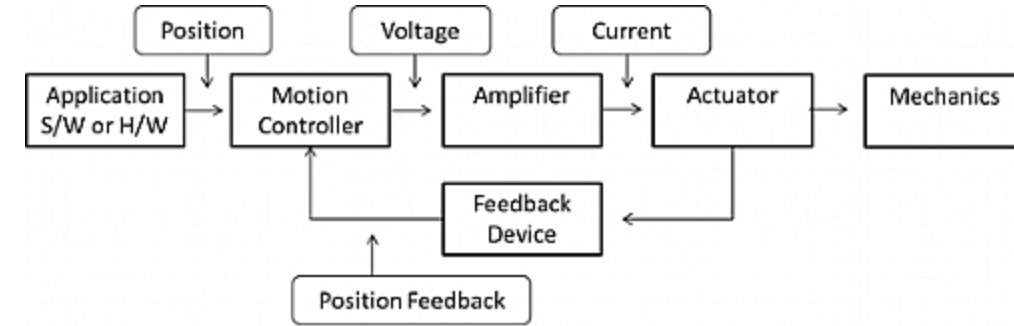 Position
Voltage
Current
Application
S/W or H/W
Motion
Controller
Amplifier
Actuator
Mechanics
Feedback
Device
Position Feedback